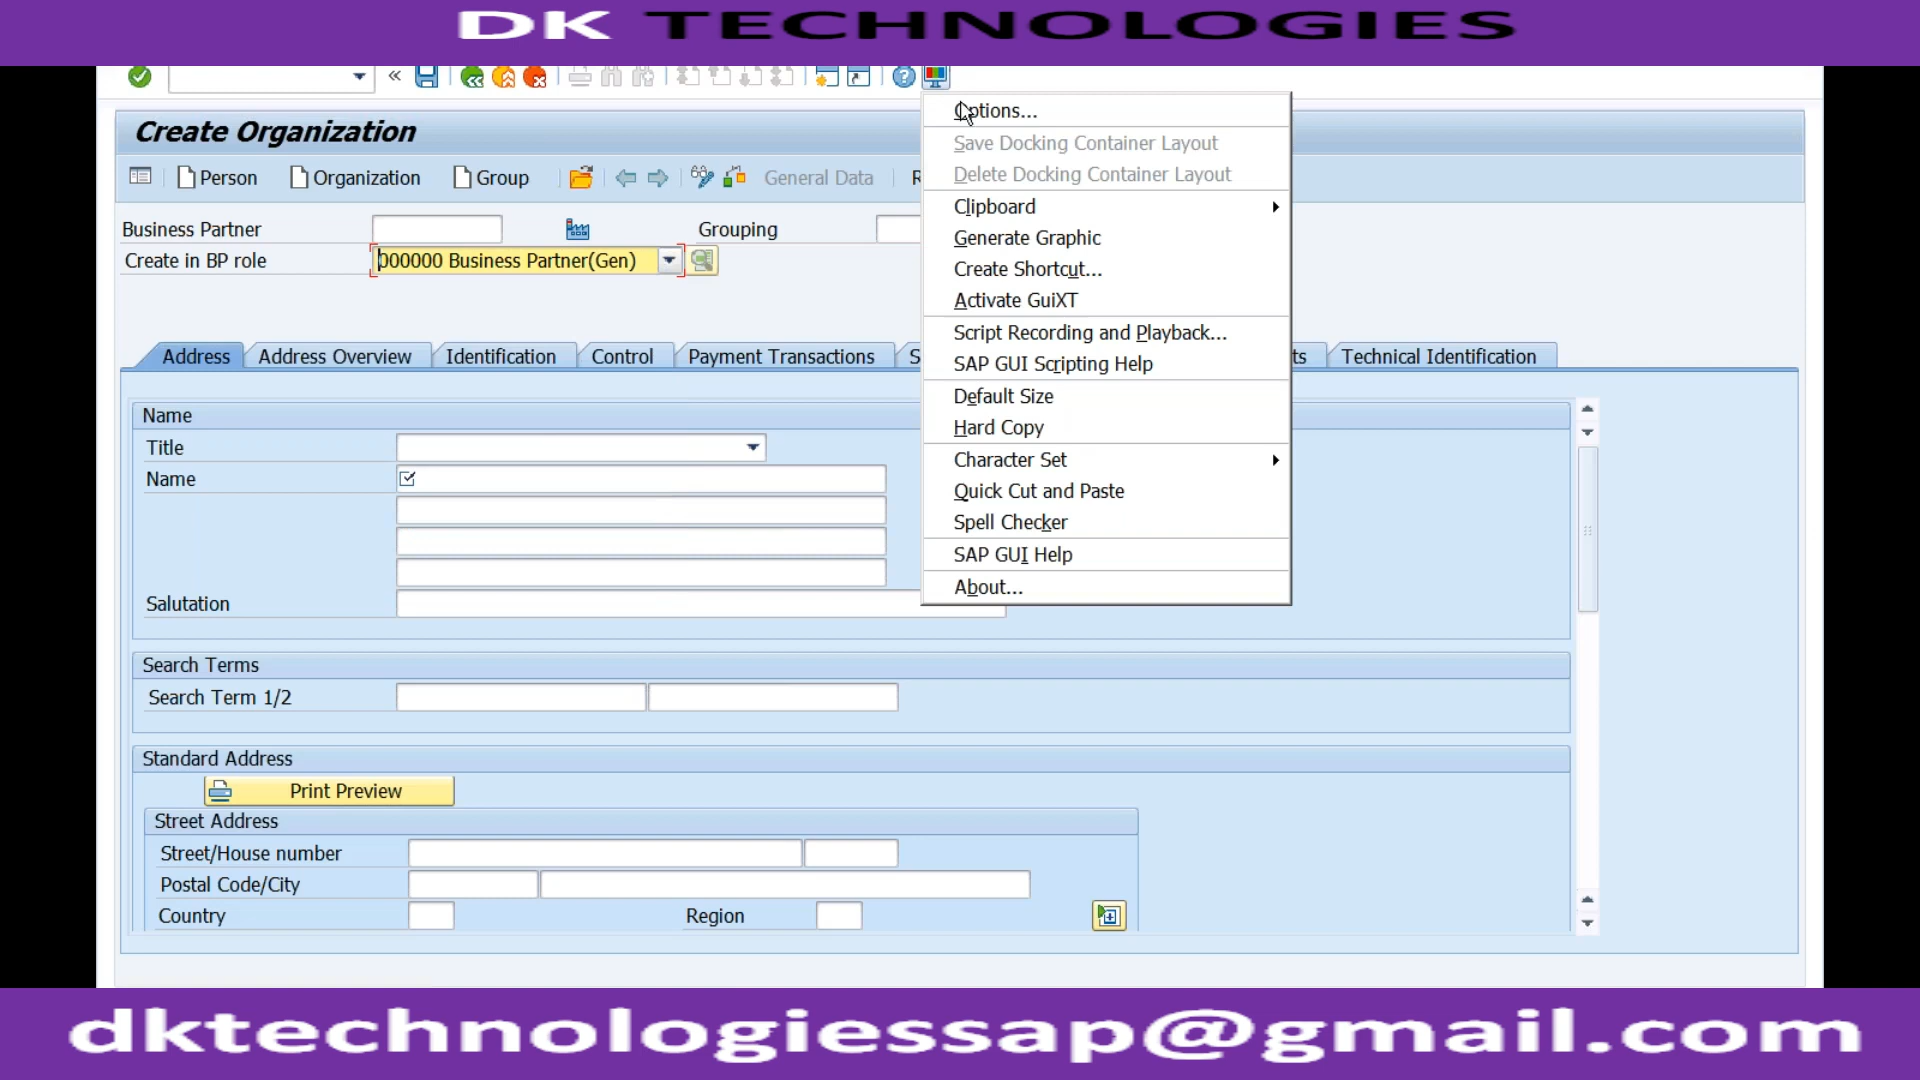 DK TECHNOLOGIES
Create Organization
Person Organization Group General Data
Business Partner Grouping
Create in BP role 000000 Business Partner(Gen)
Address Address Overview Identification Control Payment Transactions Technical Identification
Name
Title
Name
Salutation
Search Terms
Search Term 1/2
Standard Address
Print Preview
Street Address
Street/House number
Postal Code/City
Country Region
Options...
Save Docking Container Layout
Delete Docking Container Layout
Clipboard
Generate Graphic
Create Shortcut...
Activate GuiXT
Script Recording and Playback...
SAP GUI Scripting Help
Default Size
Hard Copy
Character Set
Quick Cut and Paste
Spell Checker
SAP GUI Help
About...
dktechnologiessap@gmail.com